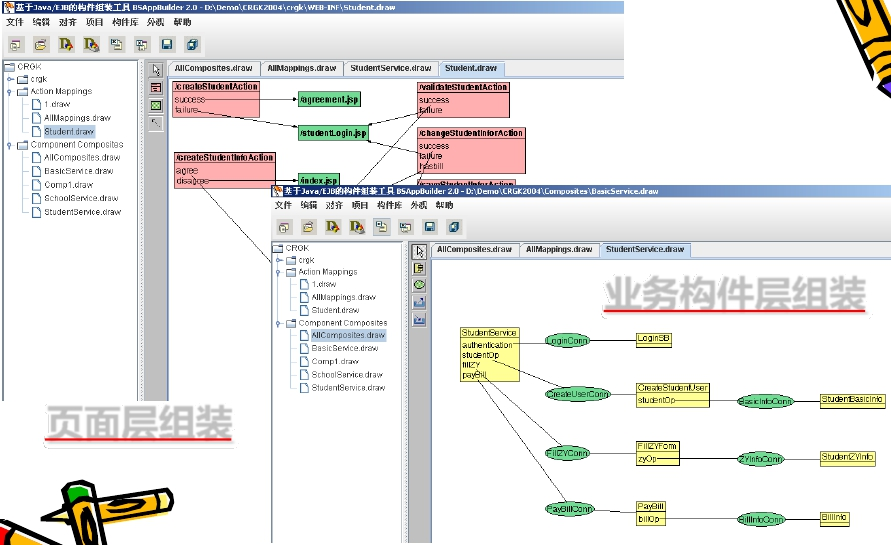 基于Java/EJB的构件组装工具 BSAppBuilder 2.0 - D:\Demo\CRGK2004\crgk\WEB-INF\Student.draw
文件 编辑 对齐 项目 构件库 外观 帮助
CRGK
crgk
Action Mappings
1.draw
AllMappings.draw
Student.draw
Component Composites
AllComposites.draw
BasicService.draw
Comp1.draw
SchoolService.draw
StudentService.draw
AllComposites.draw AllMappings.draw StudentService.draw Student.draw
/createStudentAction
success
failure
/agreement.jsp
/studentLogin.jsp
/validateStudentAction
success
failure
/changeStudentInforAction
success
failure
hasbill
/createStudentInfoAction
agree
disagree
/index.jsp
页面层组装
基于Java/EJB的构件组装工具 BSAppBuilder 2.0 - D:\Demo\CRGK2004\Composites\BasicService.draw
文件 编辑 对齐 项目 构件库 外观 帮助
CRGK
crgk
Action Mappings
1.draw
AllMappings.draw
Student.draw
Component Composites
AllComposites.draw
BasicService.draw
Comp1.draw
SchoolService.draw
StudentService.draw
AllComposites.draw AllMappings.draw StudentService.draw
业务构件层组装
StudentService
authentication
studentOp
fillZY
payBill
LoginConn
LoginSB
CreateUserConn
CreateStudentUser
studentOp
BasicInfoConn
StudentBasicInfo
FillZYConn
FillZYForm
zyOp
ZYInfoConn
StudentZYInfo
PayBillConn
PayBill
billOp
BillInfoConn
BillInfo